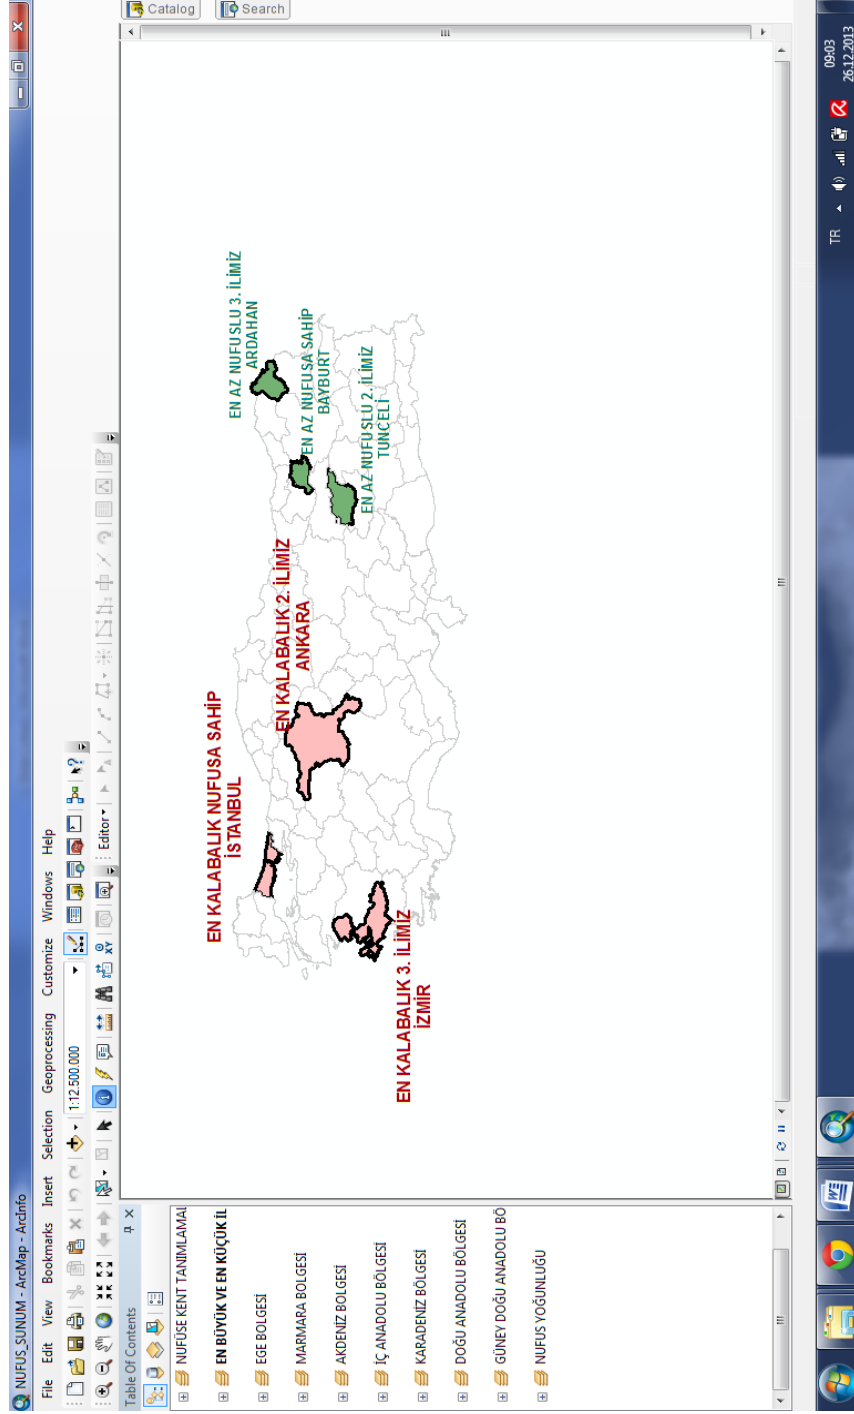 NUFUS_SUNUM - ArcMap - ArcInfo
File Edit View Bookmarks Insert Selection Geoprocessing Customize Windows Help
1:12.500.000
Editor
Table Of Contents
NUFÜSE KENT TANIMLAMAL
EN BÜYÜK VE EN KÜÇÜK İL
EGE BOLGESİ
MARMARA BOLGESİ
AKDENİZ BOLGESİ
İÇ ANADOLU BÖLGESİ
KARADENİZ BÖLGESİ
DOĞU ANADOLU BÖLGESİ
GÜNEY DOĞU ANADOLU BÖ
NUFUS YOĞUNLUĞU
EN KALABALIK NUFUSA SAHİP
İSTANBUL
EN KALABALIK 2. İLİMİZ
ANKARA
EN KALABALIK 3. İLİMİZ
İZMİR
EN AZ NUFUSLU 3. İLİMİZ
ARDAHAN
EN AZ NUFUSA SAHİP
BAYBURT
EN AZ NUFUSLU 2. İLİMİZ
TUNCELİ
Catalog
Search
TR
09:03
26.12.2013